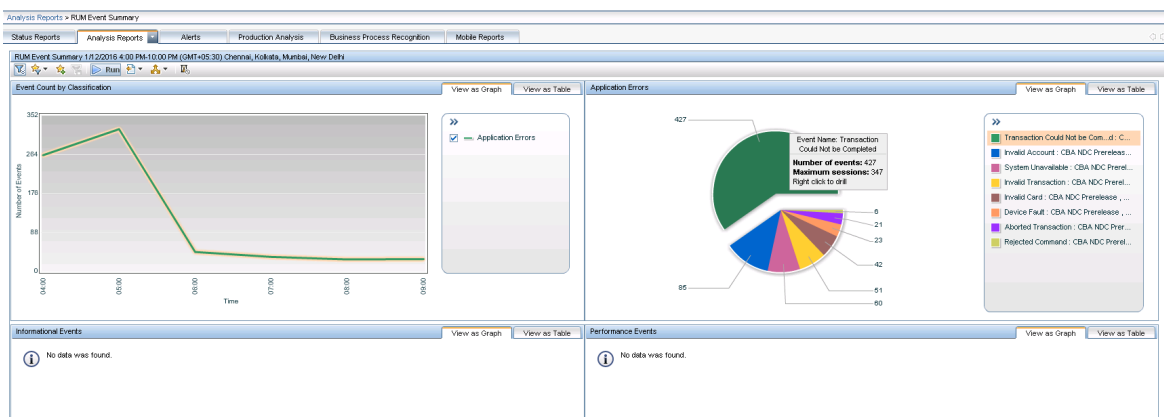 Analysis Reports > RUM Event Summary
Status Reports Analysis Reports Alerts Production Analysis Business Process Recognition Mobile Reports
RUM Event Summary 1/12/2016 4:00 PM-10:00 PM (GMT+05:30) Chennai, Kolkata, Mumbai, New Delhi
Run
Event Count by Classification View as Graph View as Table
352
264
176
88
0
Number of Events
04:00 05:00 06:00 07:00 08:00 09:00
Time
»
Application Errors
Application Errors View as Graph View as Table
427
Event Name: Transaction
Could Not be Completed
Number of events: 427
Maximum sessions: 347
Right click to drill
6
21
23
42
51
60
85
»
Transaction Could Not be Com...d : C...
Invalid Account : CBA NDC Prereleas...
System Unavailable : CBA NDC Prerel...
Invalid Transaction : CBA NDC Prerel...
Invalid Card : CBA NDC Prerelease , ...
Device Fault : CBA NDC Prerelease , ...
Aborted Transaction : CBA NDC Prer...
Rejected Command : CBA NDC Prerel...
Informational Events View as Graph View as Table
No data was found.
Performance Events View as Graph View as Table
No data was found.